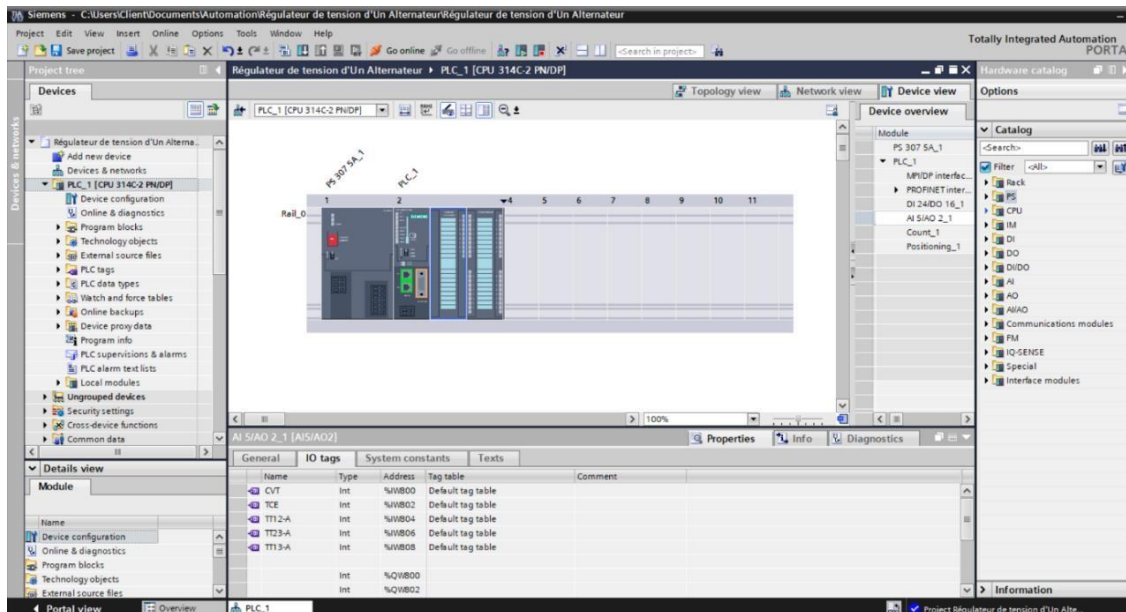 Siemens - C:\Users\Client\Documents\Automation\Régulateur de tension d'Un Alternateur\Régulateur de tension d'Un Alternateur
Project Edit View Insert Online Options Tools Window Help
Totally Integrated Automation
PORTA
Save project Go online Go offline <Search in project>
Project tree
Régulateur de tension d'Un Alternateur PLC_1 [CPU 314C-2 PN/DP]
Hardware catalog
Devices
Topology view Network view Device view
Options
PLC_1 [CPU 314C-2 PN/DP]
Device overview
Devices & networks
Régulateur de tension d'Un Alterna..
Add new device
Devices & networks
PLC_1 [CPU 314C-2 PN/DP]
Device configuration
Online & diagnostics
Program blocks
Technology objects
External source files
PLC tags
PLC data types
Watch and force tables
Online backups
Device proxy data
Program info
PLC supervisions & alarms
PLC alarm text lists
Local modules
Ungrouped devices
Security settings
Cross-device functions
Common data
PS 307 5A_1
PLC_1
1 2 4 5 6 7 8 9 10 11
Rail_0
100%
Module
PS 307 5A_1
PLC_1
MPI/DP interfac...
PROFINET inter...
DI 24/DO 16_1
AI 5/AO 2_1
Count_1
Positioning_1
Catalog
<Search>
Filter <All>
Rack
PS
CPU
IM
DI
DO
DI/DO
AI
AO
AI/AO
Communications modules
FM
IQ-SENSE
Special
Interface modules
Information
AI 5/AO 2_1 [AI5/AO2]
Properties Info Diagnostics
General IO tags System constants Texts
Name Type Address Tag table Comment
CVT Int %IW800 Default tag table
TCE Int %IW802 Default tag table
TT12-A Int %IW804 Default tag table
TT23-A Int %IW806 Default tag table
TT13-A Int %IW808 Default tag table
Int %QW800
Int %QW802
Details view
Module
Name
Device configuration
Online & diagnostics
Program blocks
Technology objects
External source files
Portal view Overview PLC_1
Project Régulateur de tension d'Un Alte...